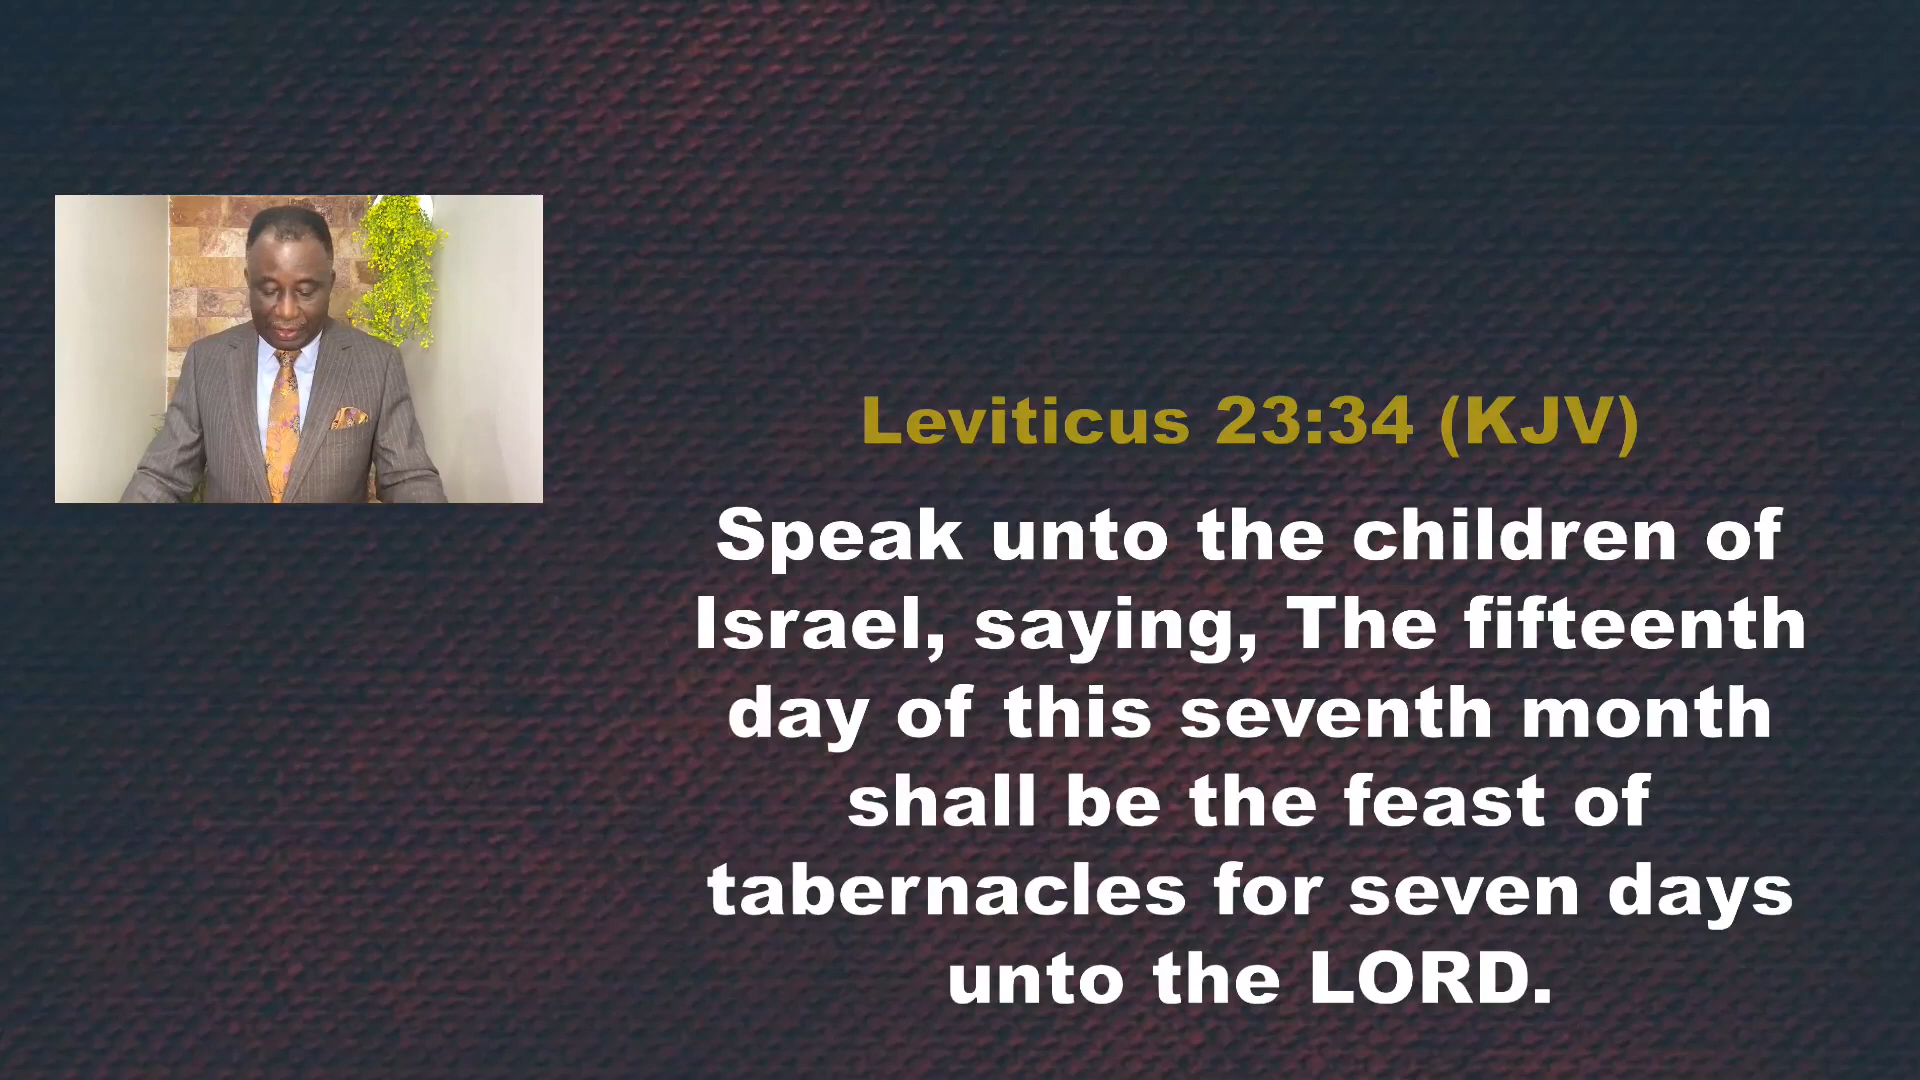 Leviticus 23:34 (KJV)
Speak unto the children of
Israel, saying, The fifteenth
day of this seventh month
shall be the feast of
tabernacles for seven days
unto the LORD.